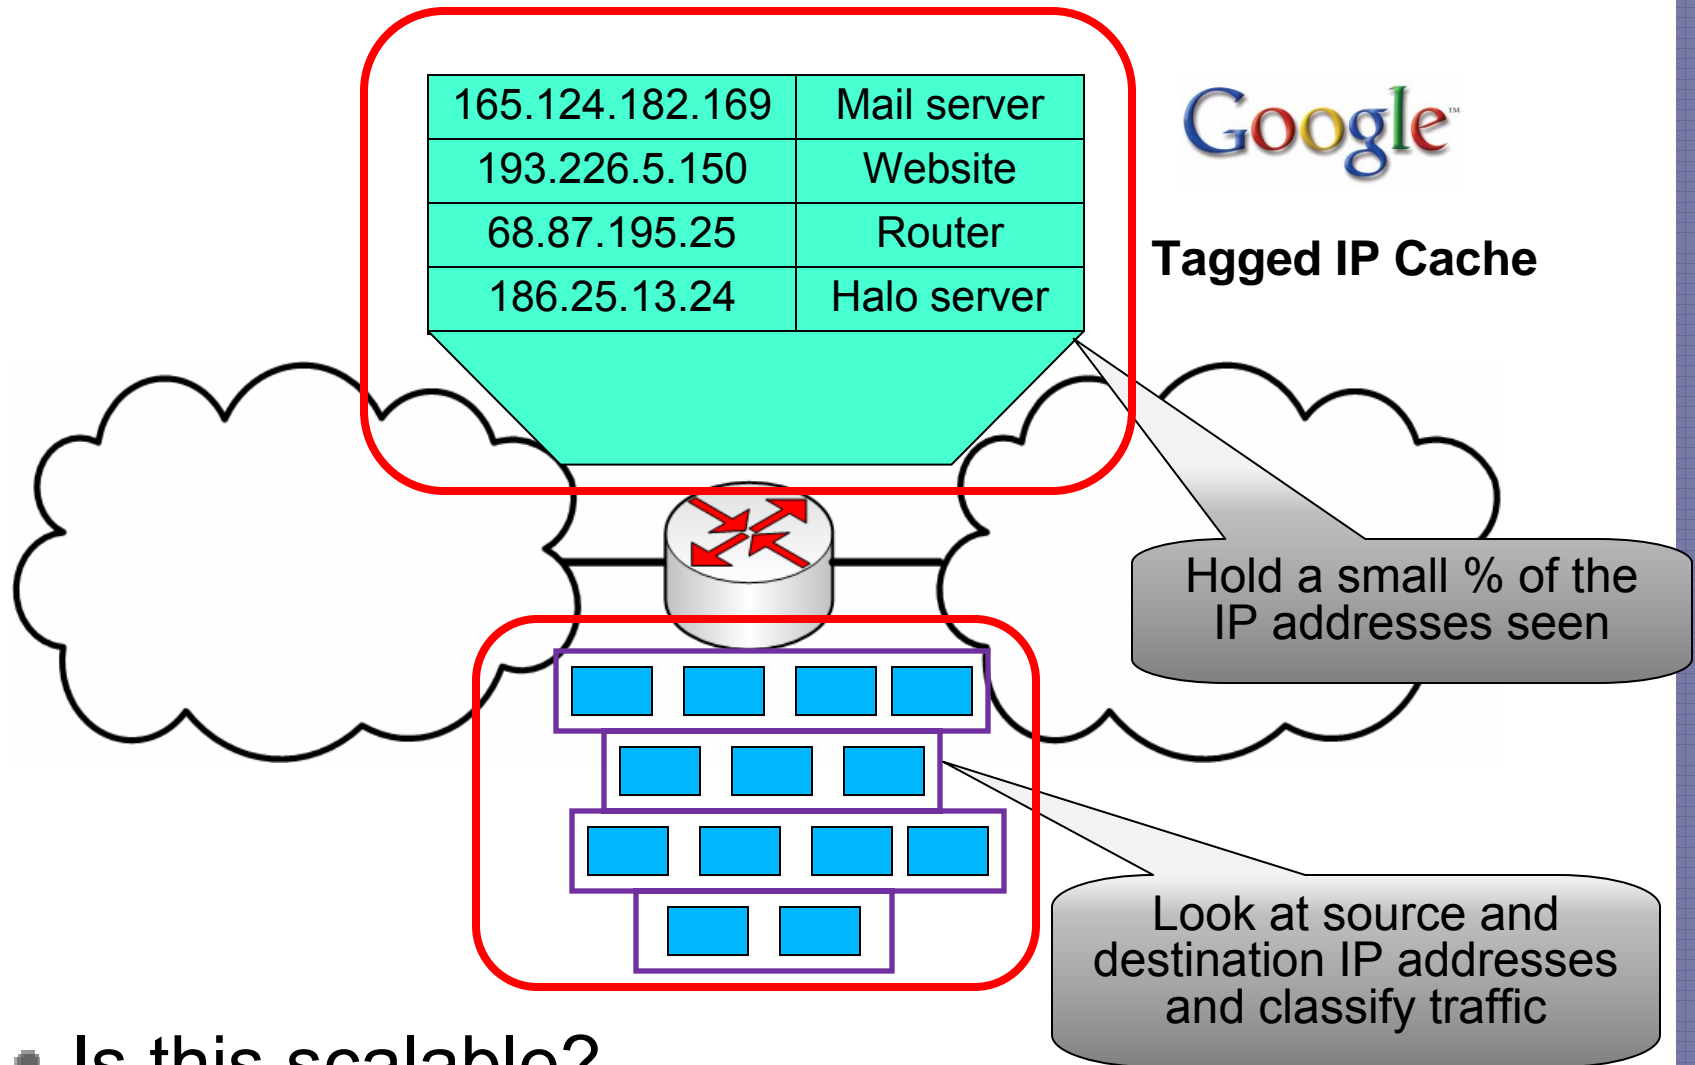 165.124.182.169 Mail server
193.226.5.150 Website
68.87.195.25 Router
186.25.13.24 Halo server
Google™
Tagged IP Cache
Hold a small % of the
IP addresses seen
Look at source and
destination IP addresses
and classify traffic
Is this scalable?